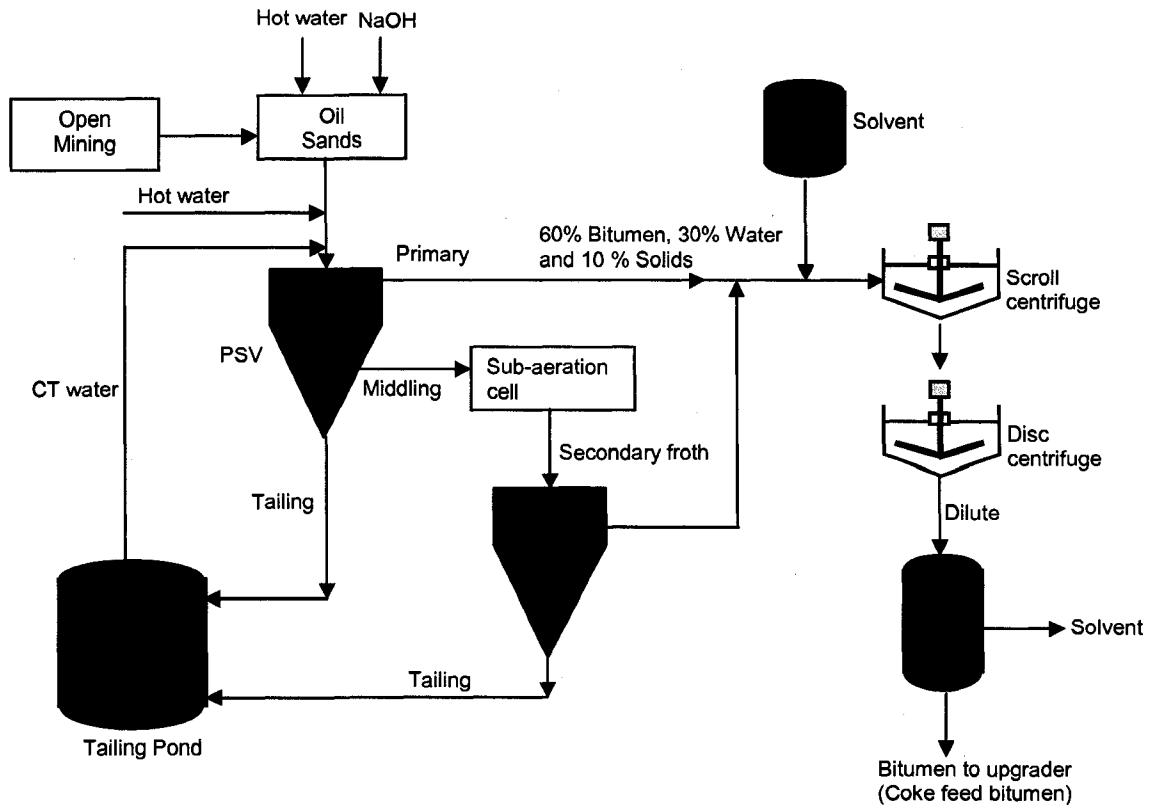 Hot water
NaOH
Open
Mining
Oil
Sands
Solvent
Hot water
Primary
60% Bitumen, 30% Water
and 10 % Solids
Scroll
centrifuge
PSV
CT water
Middling
Sub-aeration
cell
Secondary froth
Disc
centrifuge
Tailing
Dilute
Solvent
Tailing
Tailing Pond
Bitumen to upgrader
(Coke feed bitumen)